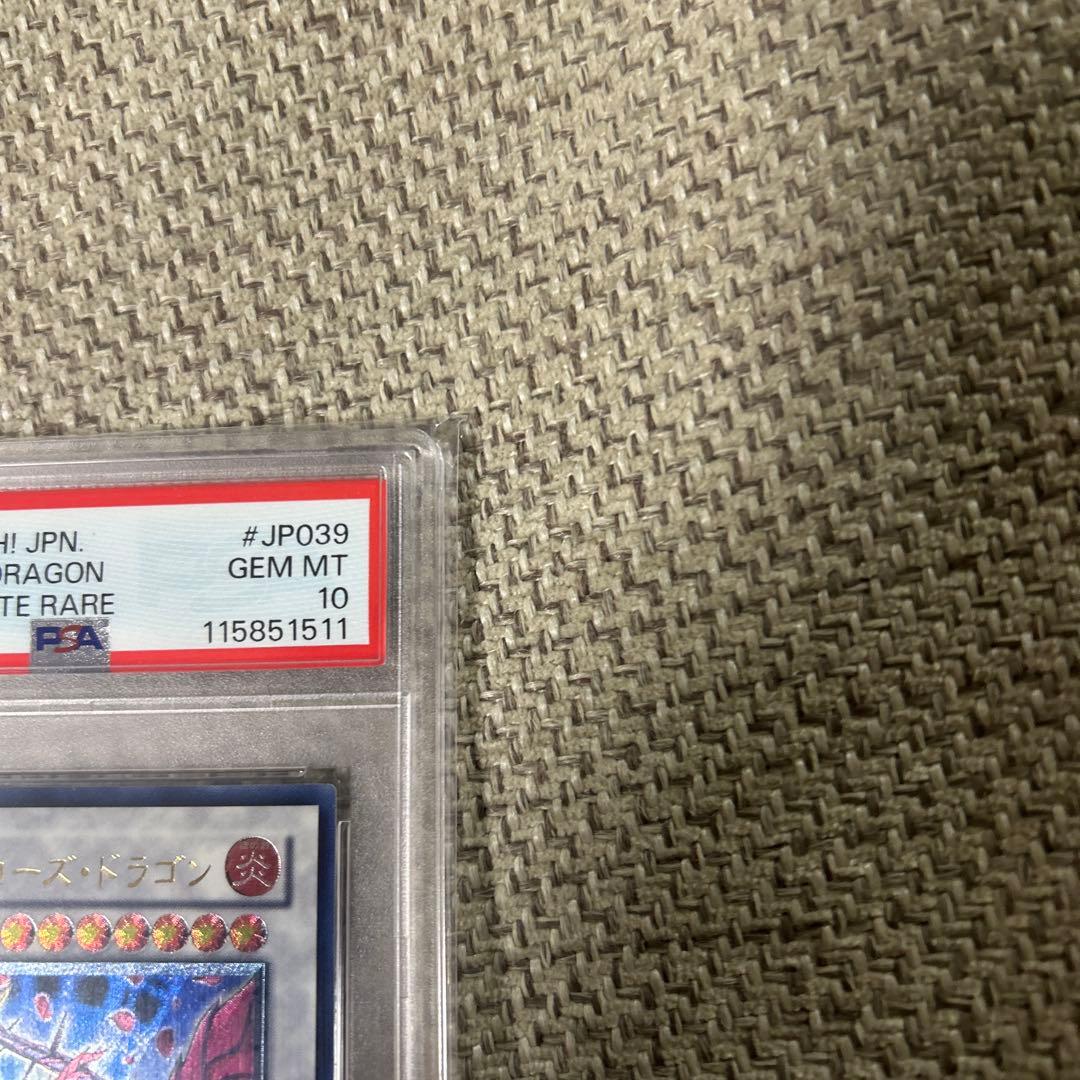 H! JPN. #JP039
DRAGON GEM MT
TE RARE 10
PSA 115851511
ローズ・ドラゴン 炎